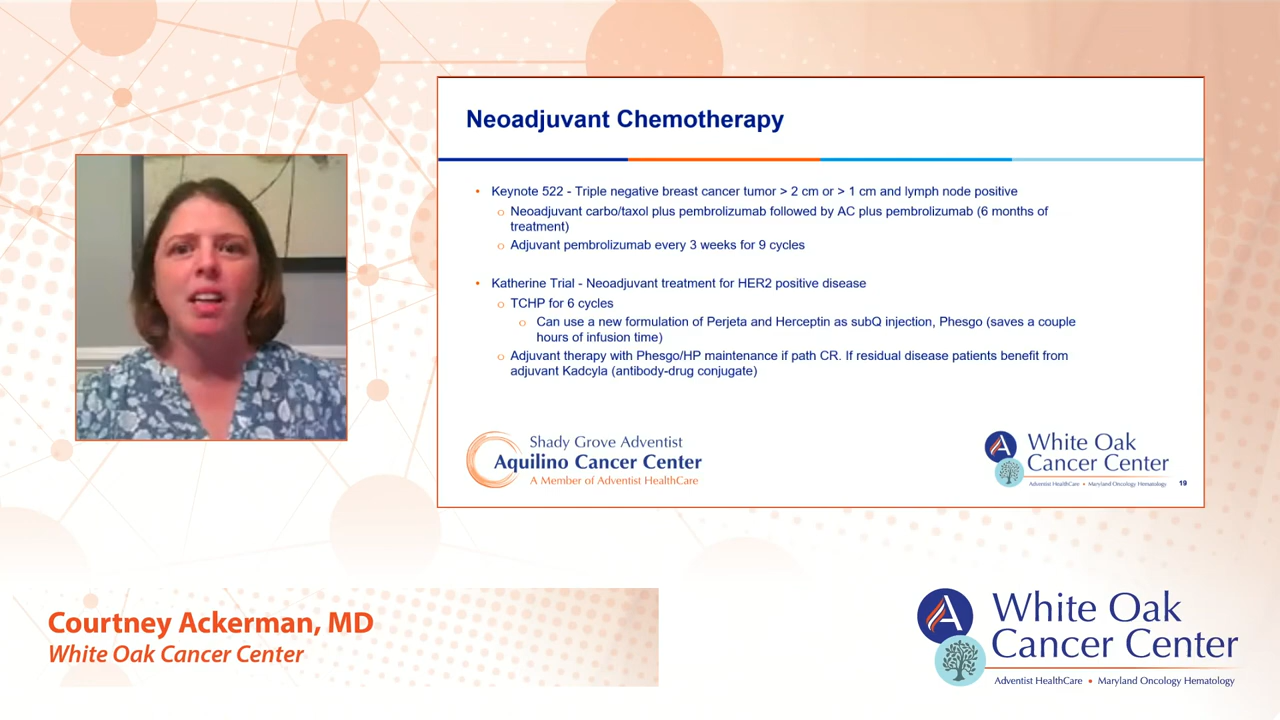 Neoadjuvant Chemotherapy
• Keynote 522 - Triple negative breast cancer tumor > 2 cm or > 1 cm and lymph node positive
o Neoadjuvant carbo/taxol plus pembrolizumab followed by AC plus pembrolizumab (6 months of
treatment)
o Adjuvant pembrolizumab every 3 weeks for 9 cycles
• Katherine Trial - Neoadjuvant treatment for HER2 positive disease
o TCHP for 6 cycles
o Can use a new formulation of Perjeta and Herceptin as subQ injection, Phesgo (saves a couple
hours of infusion time)
o Adjuvant therapy with Phesgo/HP maintenance if path CR. If residual disease patients benefit from
adjuvant Kadcyla (antibody-drug conjugate)
Shady Grove Adventist
Aquilino Cancer Center
A Member of Adventist HealthCare
White Oak
Cancer Center
Adventist HealthCare • Maryland Oncology Hematology
19
Courtney Ackerman, MD
White Oak Cancer Center
White Oak
Cancer Center
Adventist HealthCare • Maryland Oncology Hematology